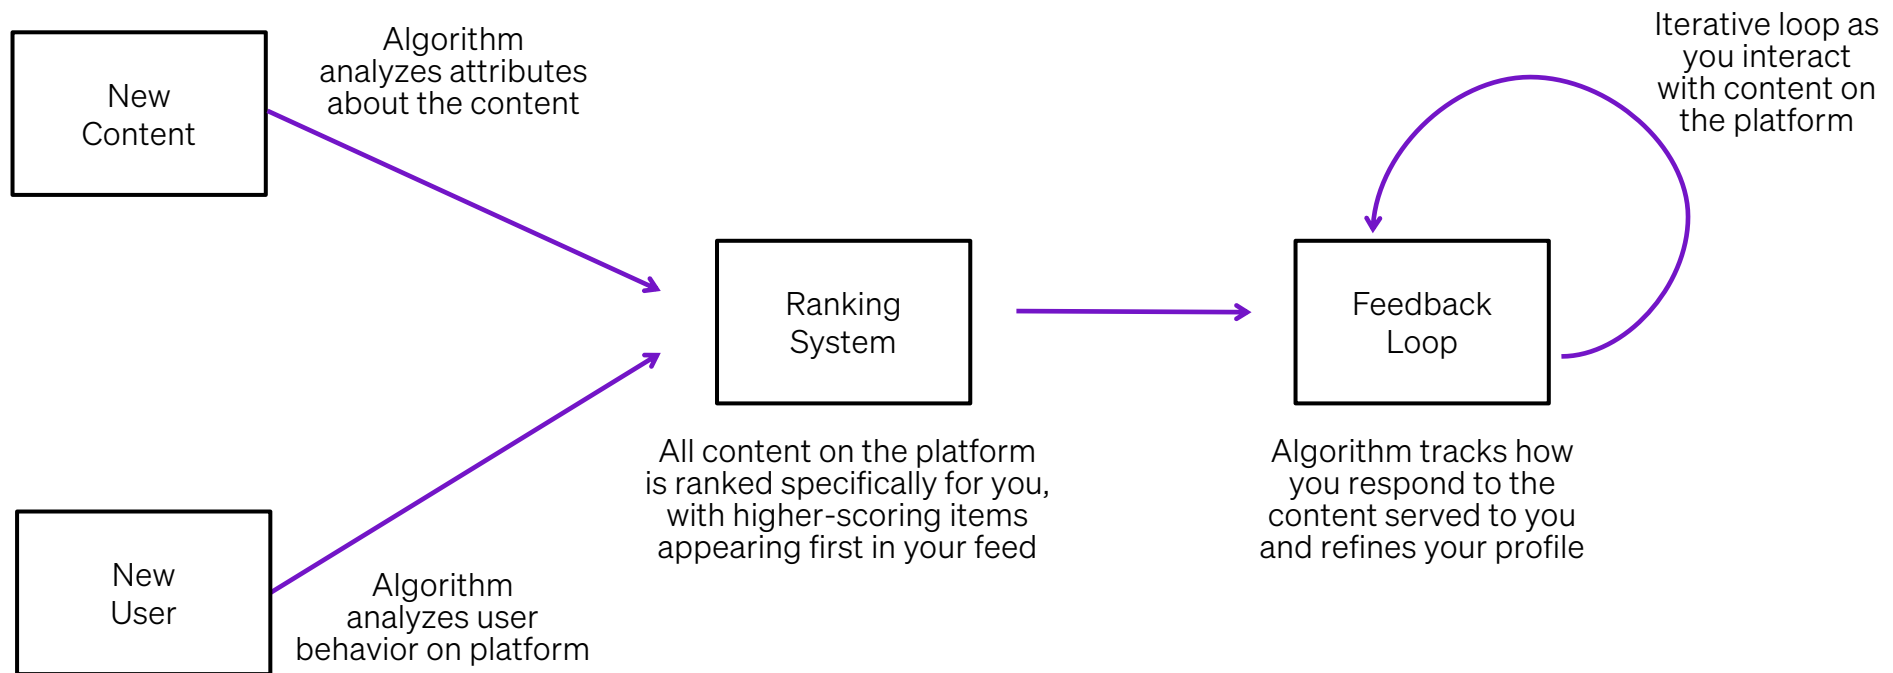 New
Content
Algorithm
analyzes attributes
about the content
Iterative loop as
you interact
with content on
the platform
Ranking
System
Feedback
Loop
All content on the platform
is ranked specifically for you,
with higher-scoring items
appearing first in your feed
Algorithm tracks how
you respond to the
content served to you
and refines your profile
New
User
Algorithm
analyzes user
behavior on platform